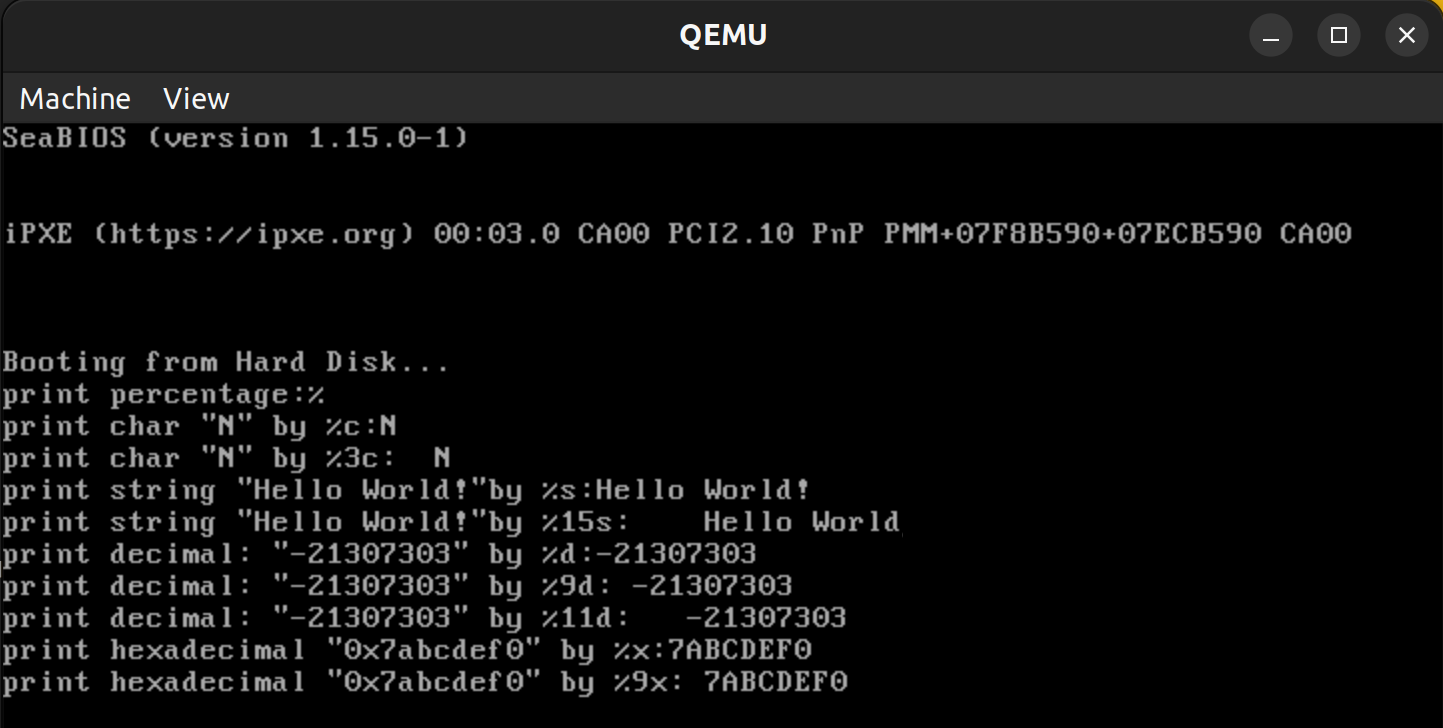 QEMU
Machine View
SeaBIOS (version 1.15.0-1)
iPXE (https://ipxe.org) 00:03.0 CA00 PCI2.10 PnP PMM+07F8B590+07ECB590 CA00
Booting from Hard Disk...
print percentage:%
print char "N" by %c:N
print char "N" by %3c:  N
print string "Hello World!"by %s:Hello World!
print string "Hello World!"by %15s:    Hello World
print decimal: "-21307303" by %d:-21307303
print decimal: "-21307303" by %9d: -21307303
print decimal: "-21307303" by %11d:   -21307303
print hexadecimal "0x7abcdef0" by %x:7ABCDEF0
print hexadecimal "0x7abcdef0" by %9x: 7ABCDEF0